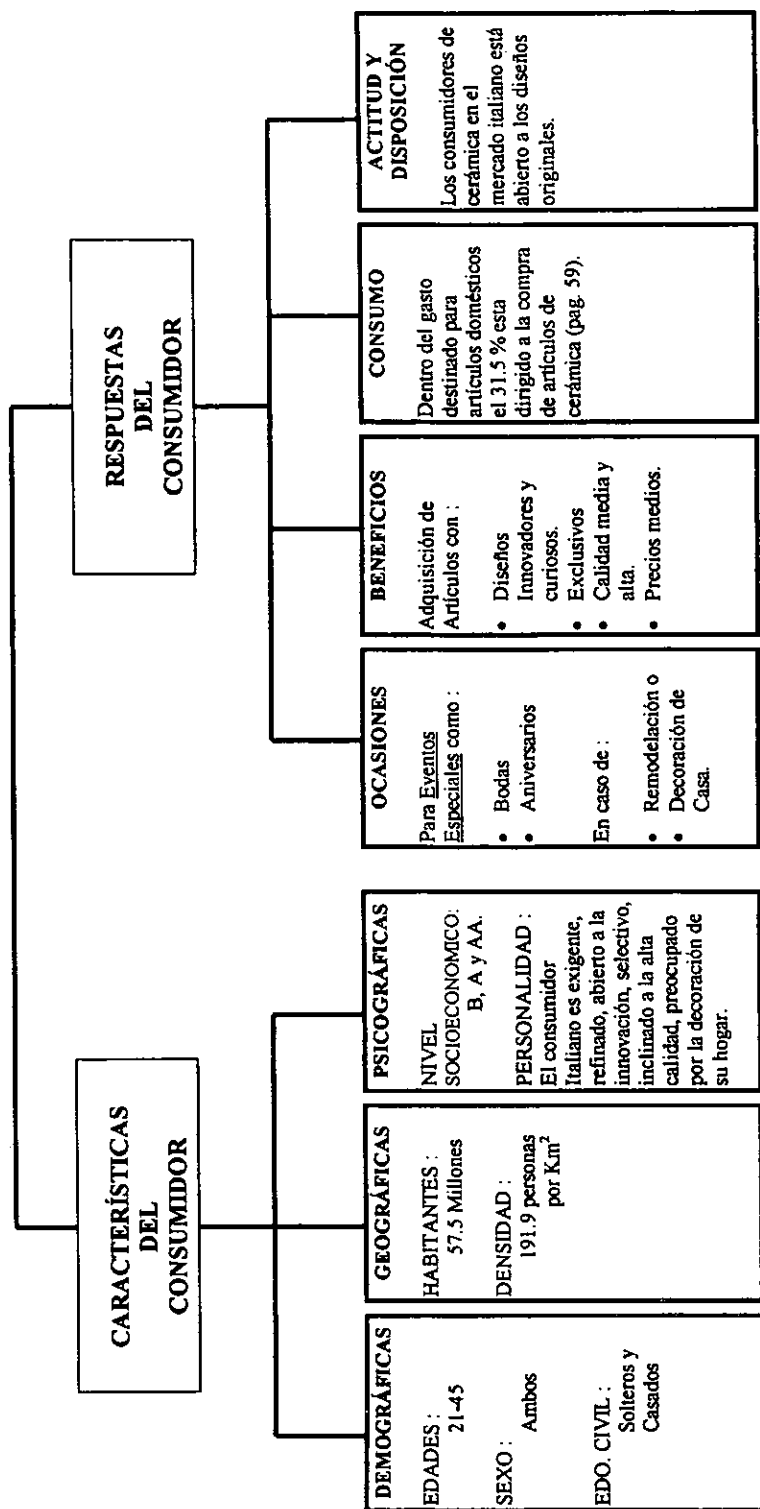 CARACTERÍSTICAS
DEL
CONSUMIDOR
DEMOGRÁFICAS
EDADES :
21-45
SEXO :
Ambos
EDO. CIVIL :
Solteros y
Casados
GEOGRÁFICAS
HABITANTES :
57.5 Millones
DENSIDAD :
191.9 personas
por Km²
PSICOGRÁFICAS
NIVEL
SOCIOECONOMICO:
B, A y AA.
PERSONALIDAD :
El consumidor
Italiano es exigente,
refinado, abierto a la
innovación, selectivo,
inclinado a la alta
calidad, preocupado
por la decoración de
su hogar.
RESPUESTAS
DEL
CONSUMIDOR
OCASIONES
Para Eventos
Especiales como :
• Bodas
• Aniversarios
En caso de :
• Remodelación o
• Decoración de
Casa.
BENEFICIOS
Adquisición de
Artículos con :
• Diseños
Innovadores y
curiosos.
• Exclusivos
• Calidad media y
alta.
• Precios medios.
CONSUMO
Dentro del gasto
destinado para
artículos domésticos
el 31.5 % esta
dirigido a la compra
de artículos de
cerámica (pag. 59).
ACTITUD Y
DISPOSICIÓN
Los consumidores de
cerámica en el
mercado italiano está
abierto a los diseños
originales.